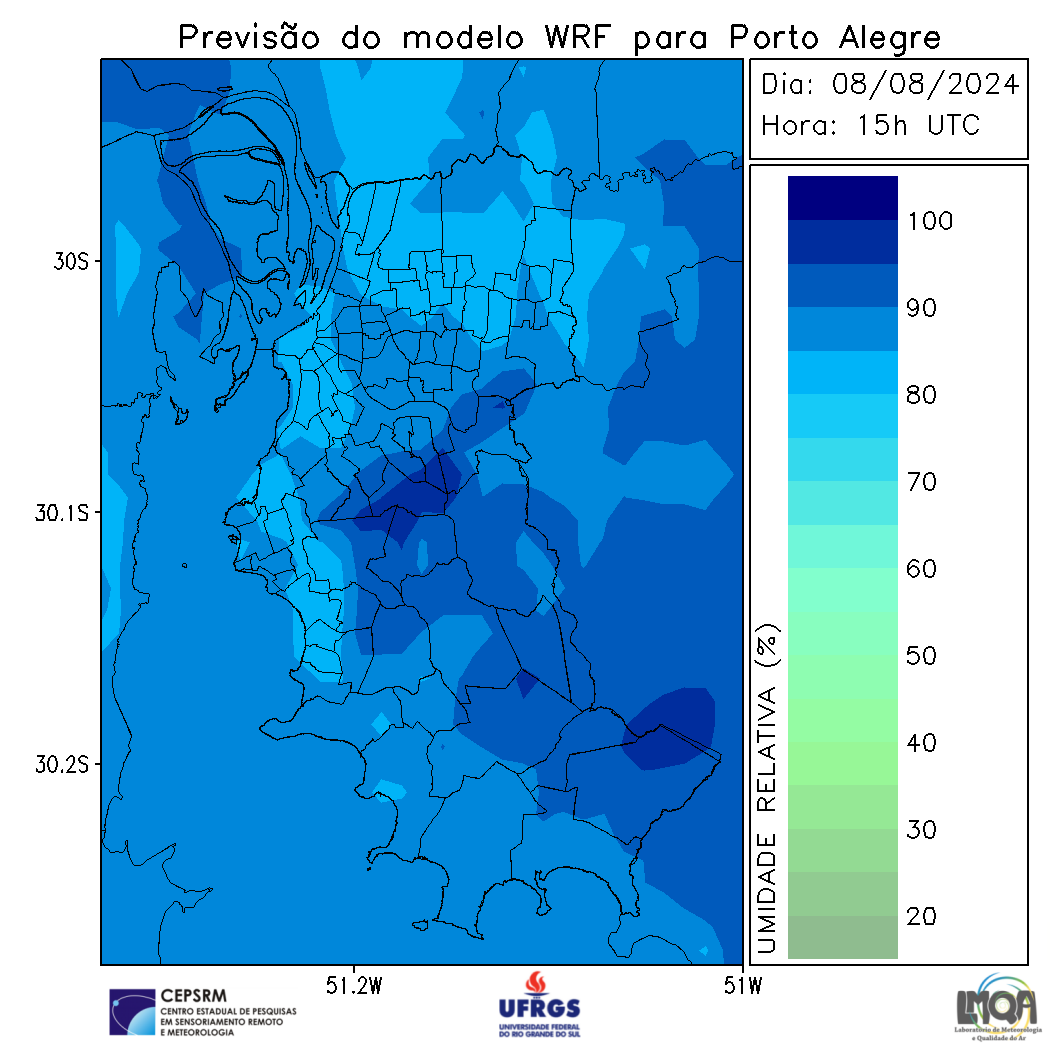 Previsão do modelo WRF para Porto Alegre
Dia: 08/08/2024
Hora: 15h UTC
100
90
80
70
60
50
40
30
20
UMIDADE RELATIVA (%)
30S
30.1S
30.2S
51.2W
51W
CEPSRM
CENTRO ESTADUAL DE PESQUISAS
EM SENSORIAMENTO REMOTO
E METEOROLOGIA
UFRGS
UNIVERSIDADE FEDERAL
DO RIO GRANDE DO SUL
LMQA
Laboratório de Meteorologia
e Qualidade do Ar